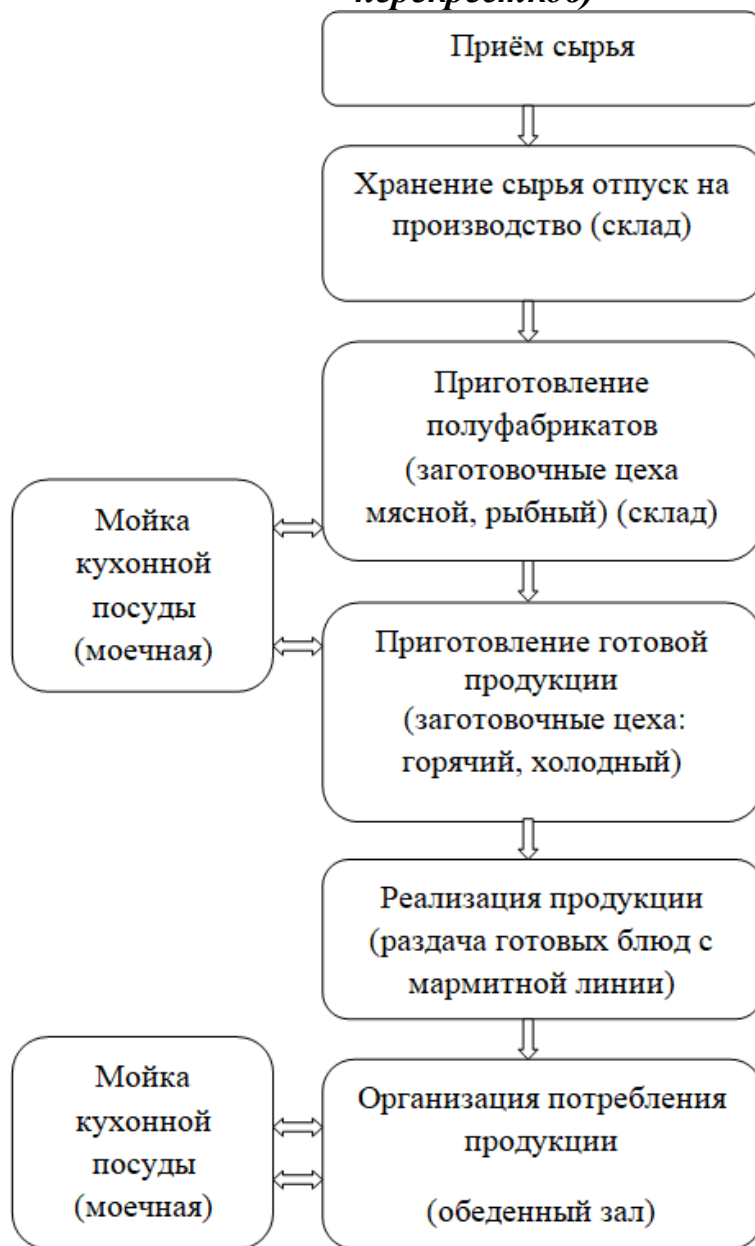 перекрестков)
Приём сырья
Хранение сырья отпуск на
производство (склад)
Приготовление
полуфабрикатов
(заготовочные цеха
мясной, рыбный) (склад)
Мойка
кухонной
посуды
(моечная)
Приготовление готовой
продукции
(заготовочные цеха:
горячий, холодный)
Реализация продукции
(раздача готовых блюд с
мармитной линии)
Мойка
кухонной
посуды
(моечная)
Организация потребления
продукции
(обеденный зал)